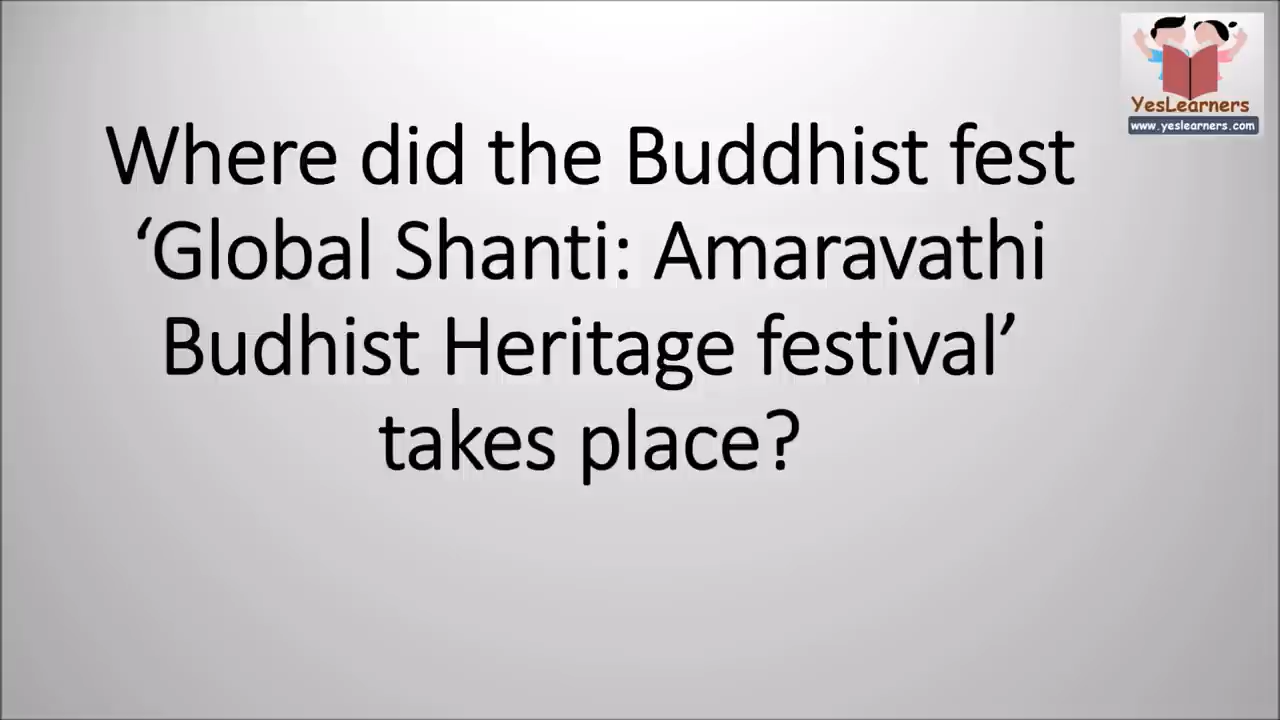 YesLearners
www.yeslearners.com
Where did the Buddhist fest
‘Global Shanti: Amaravathi
Budhist Heritage festival’
takes place?